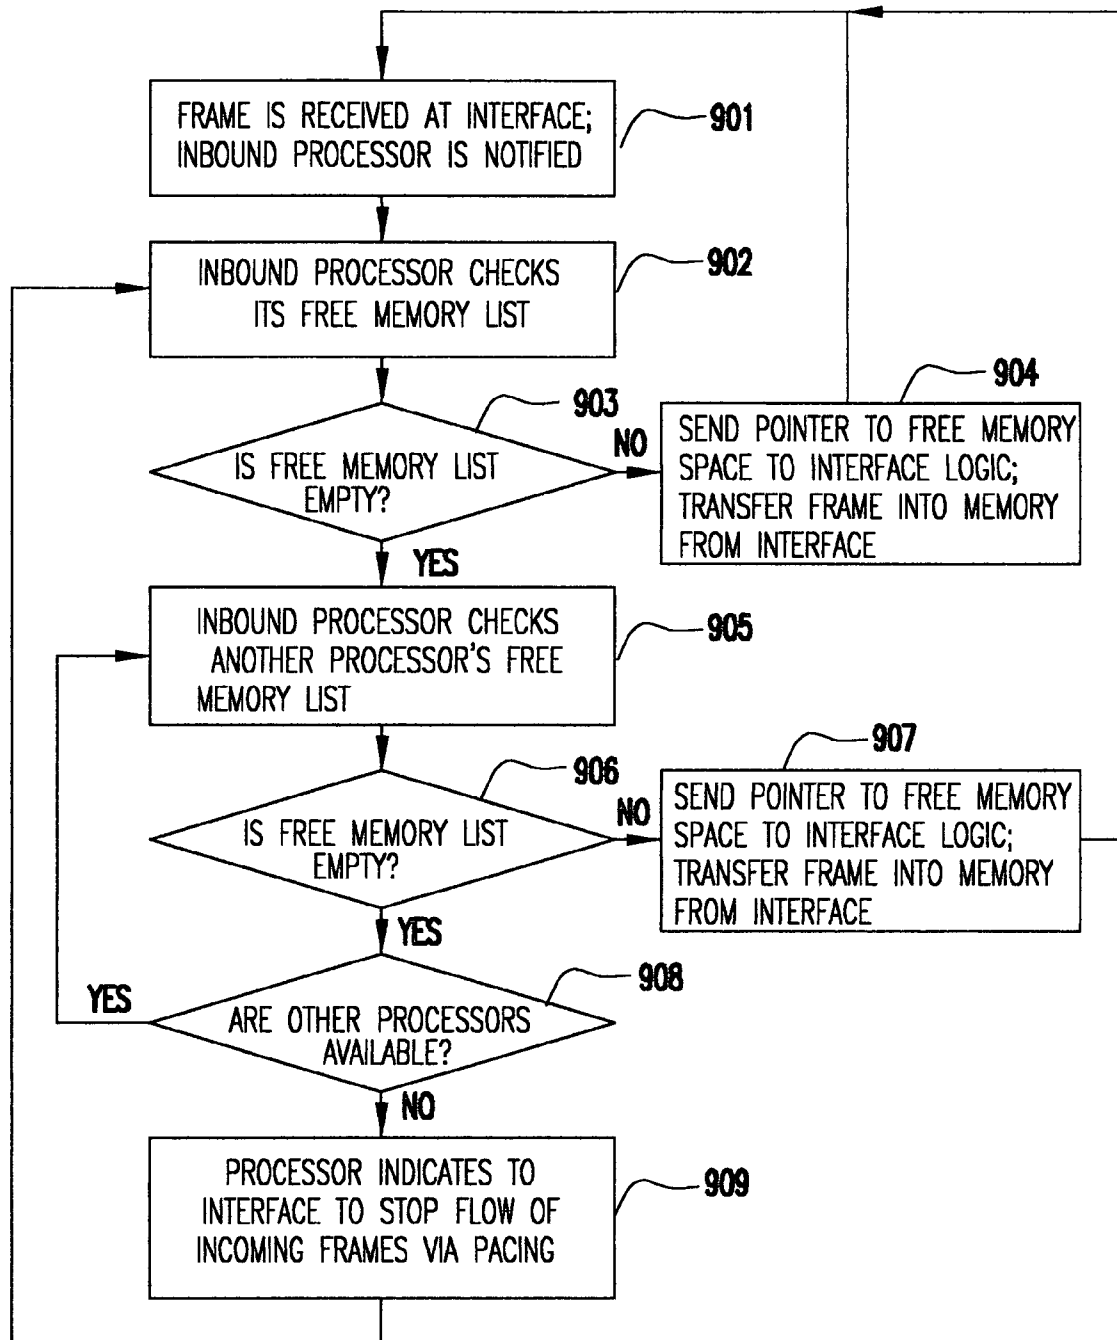 FRAME IS RECEIVED AT INTERFACE;
INBOUND PROCESSOR IS NOTIFIED
901
INBOUND PROCESSOR CHECKS
ITS FREE MEMORY LIST
902
903
IS FREE MEMORY LIST
EMPTY?
NO
904
SEND POINTER TO FREE MEMORY
SPACE TO INTERFACE LOGIC;
TRANSFER FRAME INTO MEMORY
FROM INTERFACE
YES
INBOUND PROCESSOR CHECKS
ANOTHER PROCESSOR'S FREE
MEMORY LIST
905
906
IS FREE MEMORY LIST
EMPTY?
NO
907
SEND POINTER TO FREE MEMORY
SPACE TO INTERFACE LOGIC;
TRANSFER FRAME INTO MEMORY
FROM INTERFACE
YES
908
YES
ARE OTHER PROCESSORS
AVAILABLE?
NO
PROCESSOR INDICATES TO
INTERFACE TO STOP FLOW OF
INCOMING FRAMES VIA PACING
909